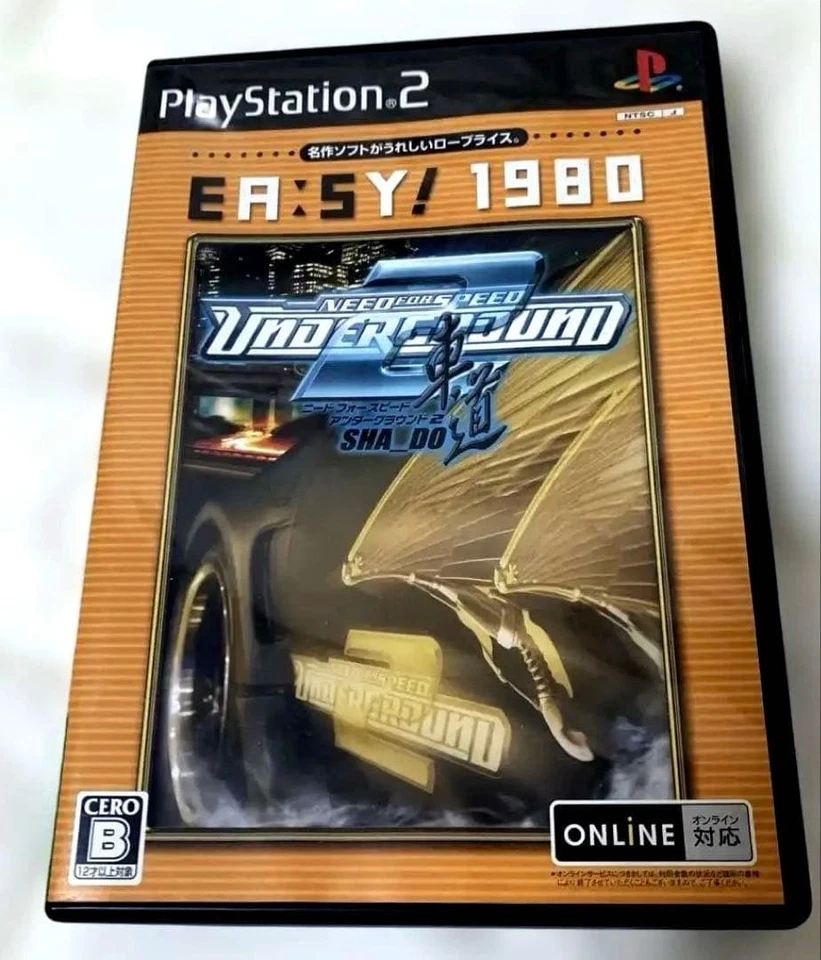 PlayStation®2
NTSC J
名作ソフトがうれしいロープライス。
EA:SY! 1980
2
NEED FOR SPEED
UNDERGROUND
車道
ニード フォー スピード
アンダーグラウンド2
SHA_DO
2
UNDERGROUND
CERO
B
12才以上対象
ONLiNE
オンライン
対応